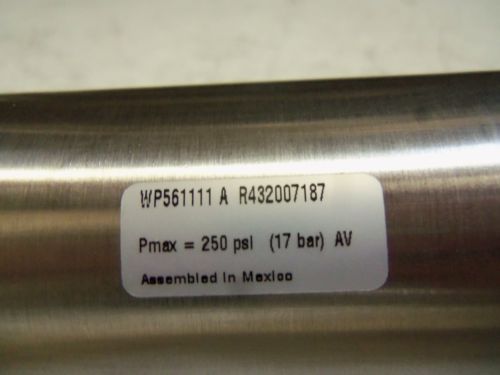 WP561111 A R432007187
Pmax = 250 psi (17 bar) AV
Assembled in Mexico